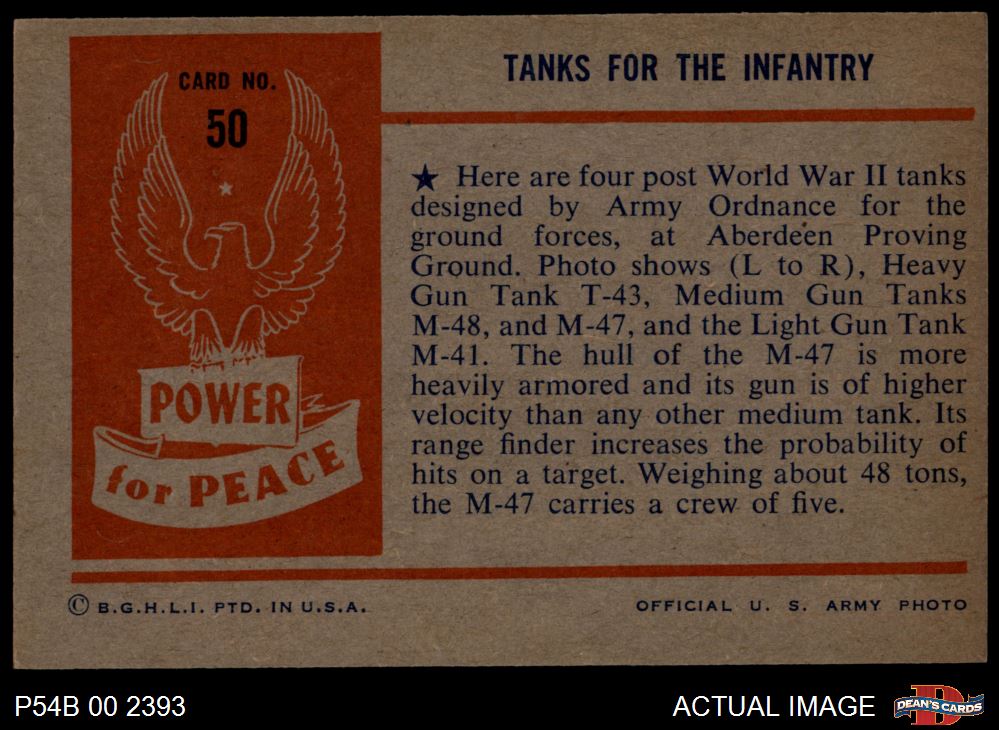 CARD NO.
50
POWER
for PEACE
TANKS FOR THE INFANTRY
★ Here are four post World War II tanks
designed by Army Ordnance for the
ground forces, at Aberdeen Proving
Ground. Photo shows (L to R), Heavy
Gun Tank T-43, Medium Gun Tanks
M-48, and M-47, and the Light Gun Tank
M-41. The hull of the M-47 is more
heavily armored and its gun is of higher
velocity than any other medium tank. Its
range finder increases the probability of
hits on a target. Weighing about 48 tons,
the M-47 carries a crew of five.
© B.G.H.L.I. PTD. IN U.S.A.
OFFICIAL U. S. ARMY PHOTO
P54B 00 2393
ACTUAL IMAGE
D
DEAN'S CARDS